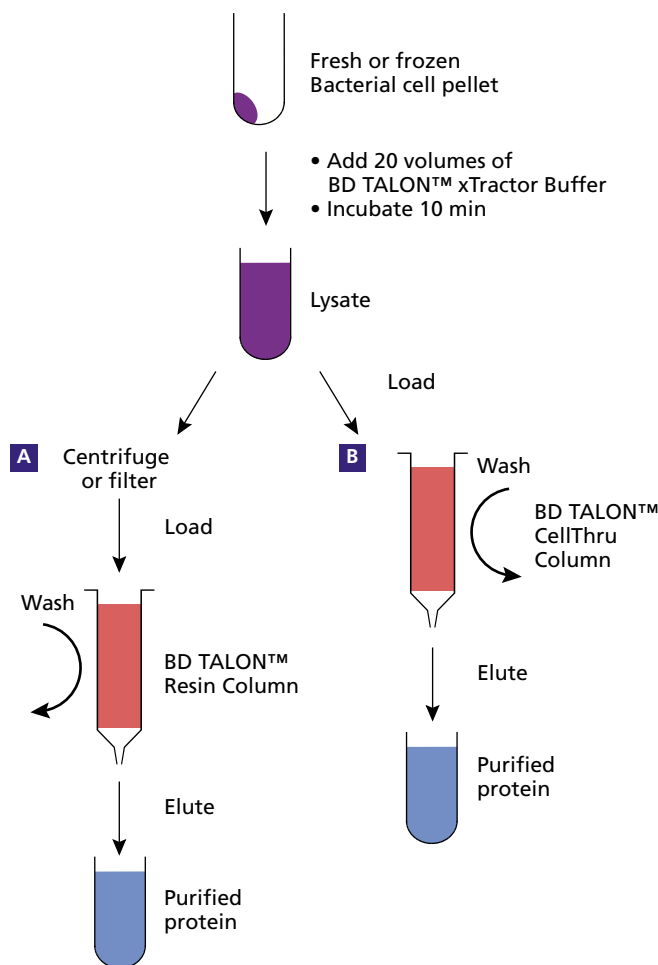 Fresh or frozen
Bacterial cell pellet
• Add 20 volumes of
BD TALON™ xTractor Buffer
• Incubate 10 min
Lysate
Load
A
Centrifuge
or filter
Load
Wash
BD TALON™
Resin Column
Elute
Purified
protein
B
Wash
BD TALON™
CellThru
Column
Elute
Purified
protein